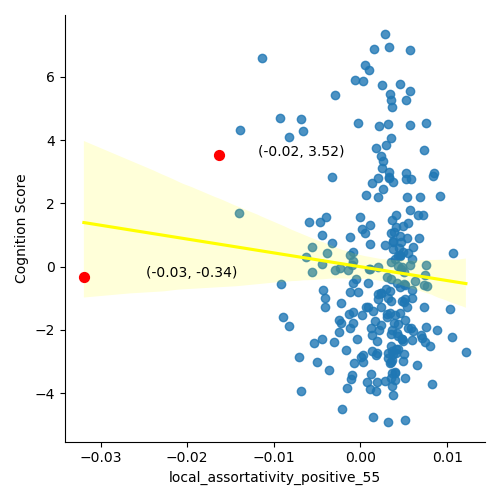 6
4
(-0.02, 3.52)
2
0
(-0.03, -0.34)
−2
−4
Cognition Score
−0.03 −0.02 −0.01 0.00 0.01
local_assortativity_positive_55